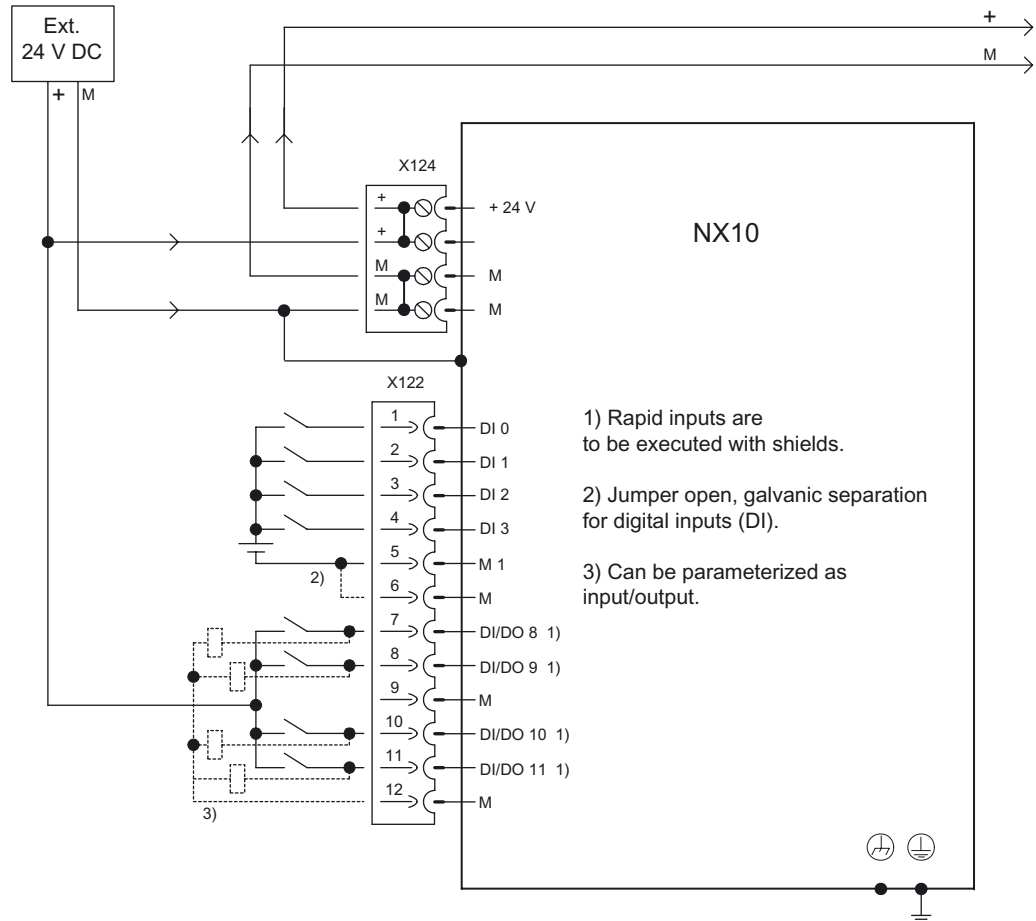 Ext.
24 V DC
+ M
+
M
X124
+ + 24 V
+
M M
M M
NX10
X122
1 DI 0
2 DI 1
3 DI 2
4 DI 3
5 M 1
2)
6 M
7 DI/DO 8 1)
8 DI/DO 9 1)
9 M
10 DI/DO 10 1)
11 DI/DO 11 1)
12 M
3)
1) Rapid inputs are
to be executed with shields.
2) Jumper open, galvanic separation
for digital inputs (DI).
3) Can be parameterized as
input/output.